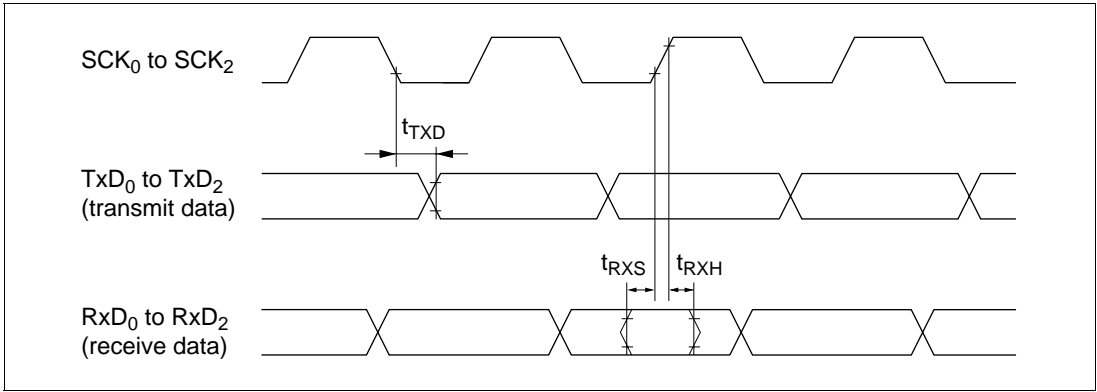 SCK0 to SCK2
tTXD
TxD0 to TxD2
(transmit data)
tRXS tRXH
RxD0 to RxD2
(receive data)